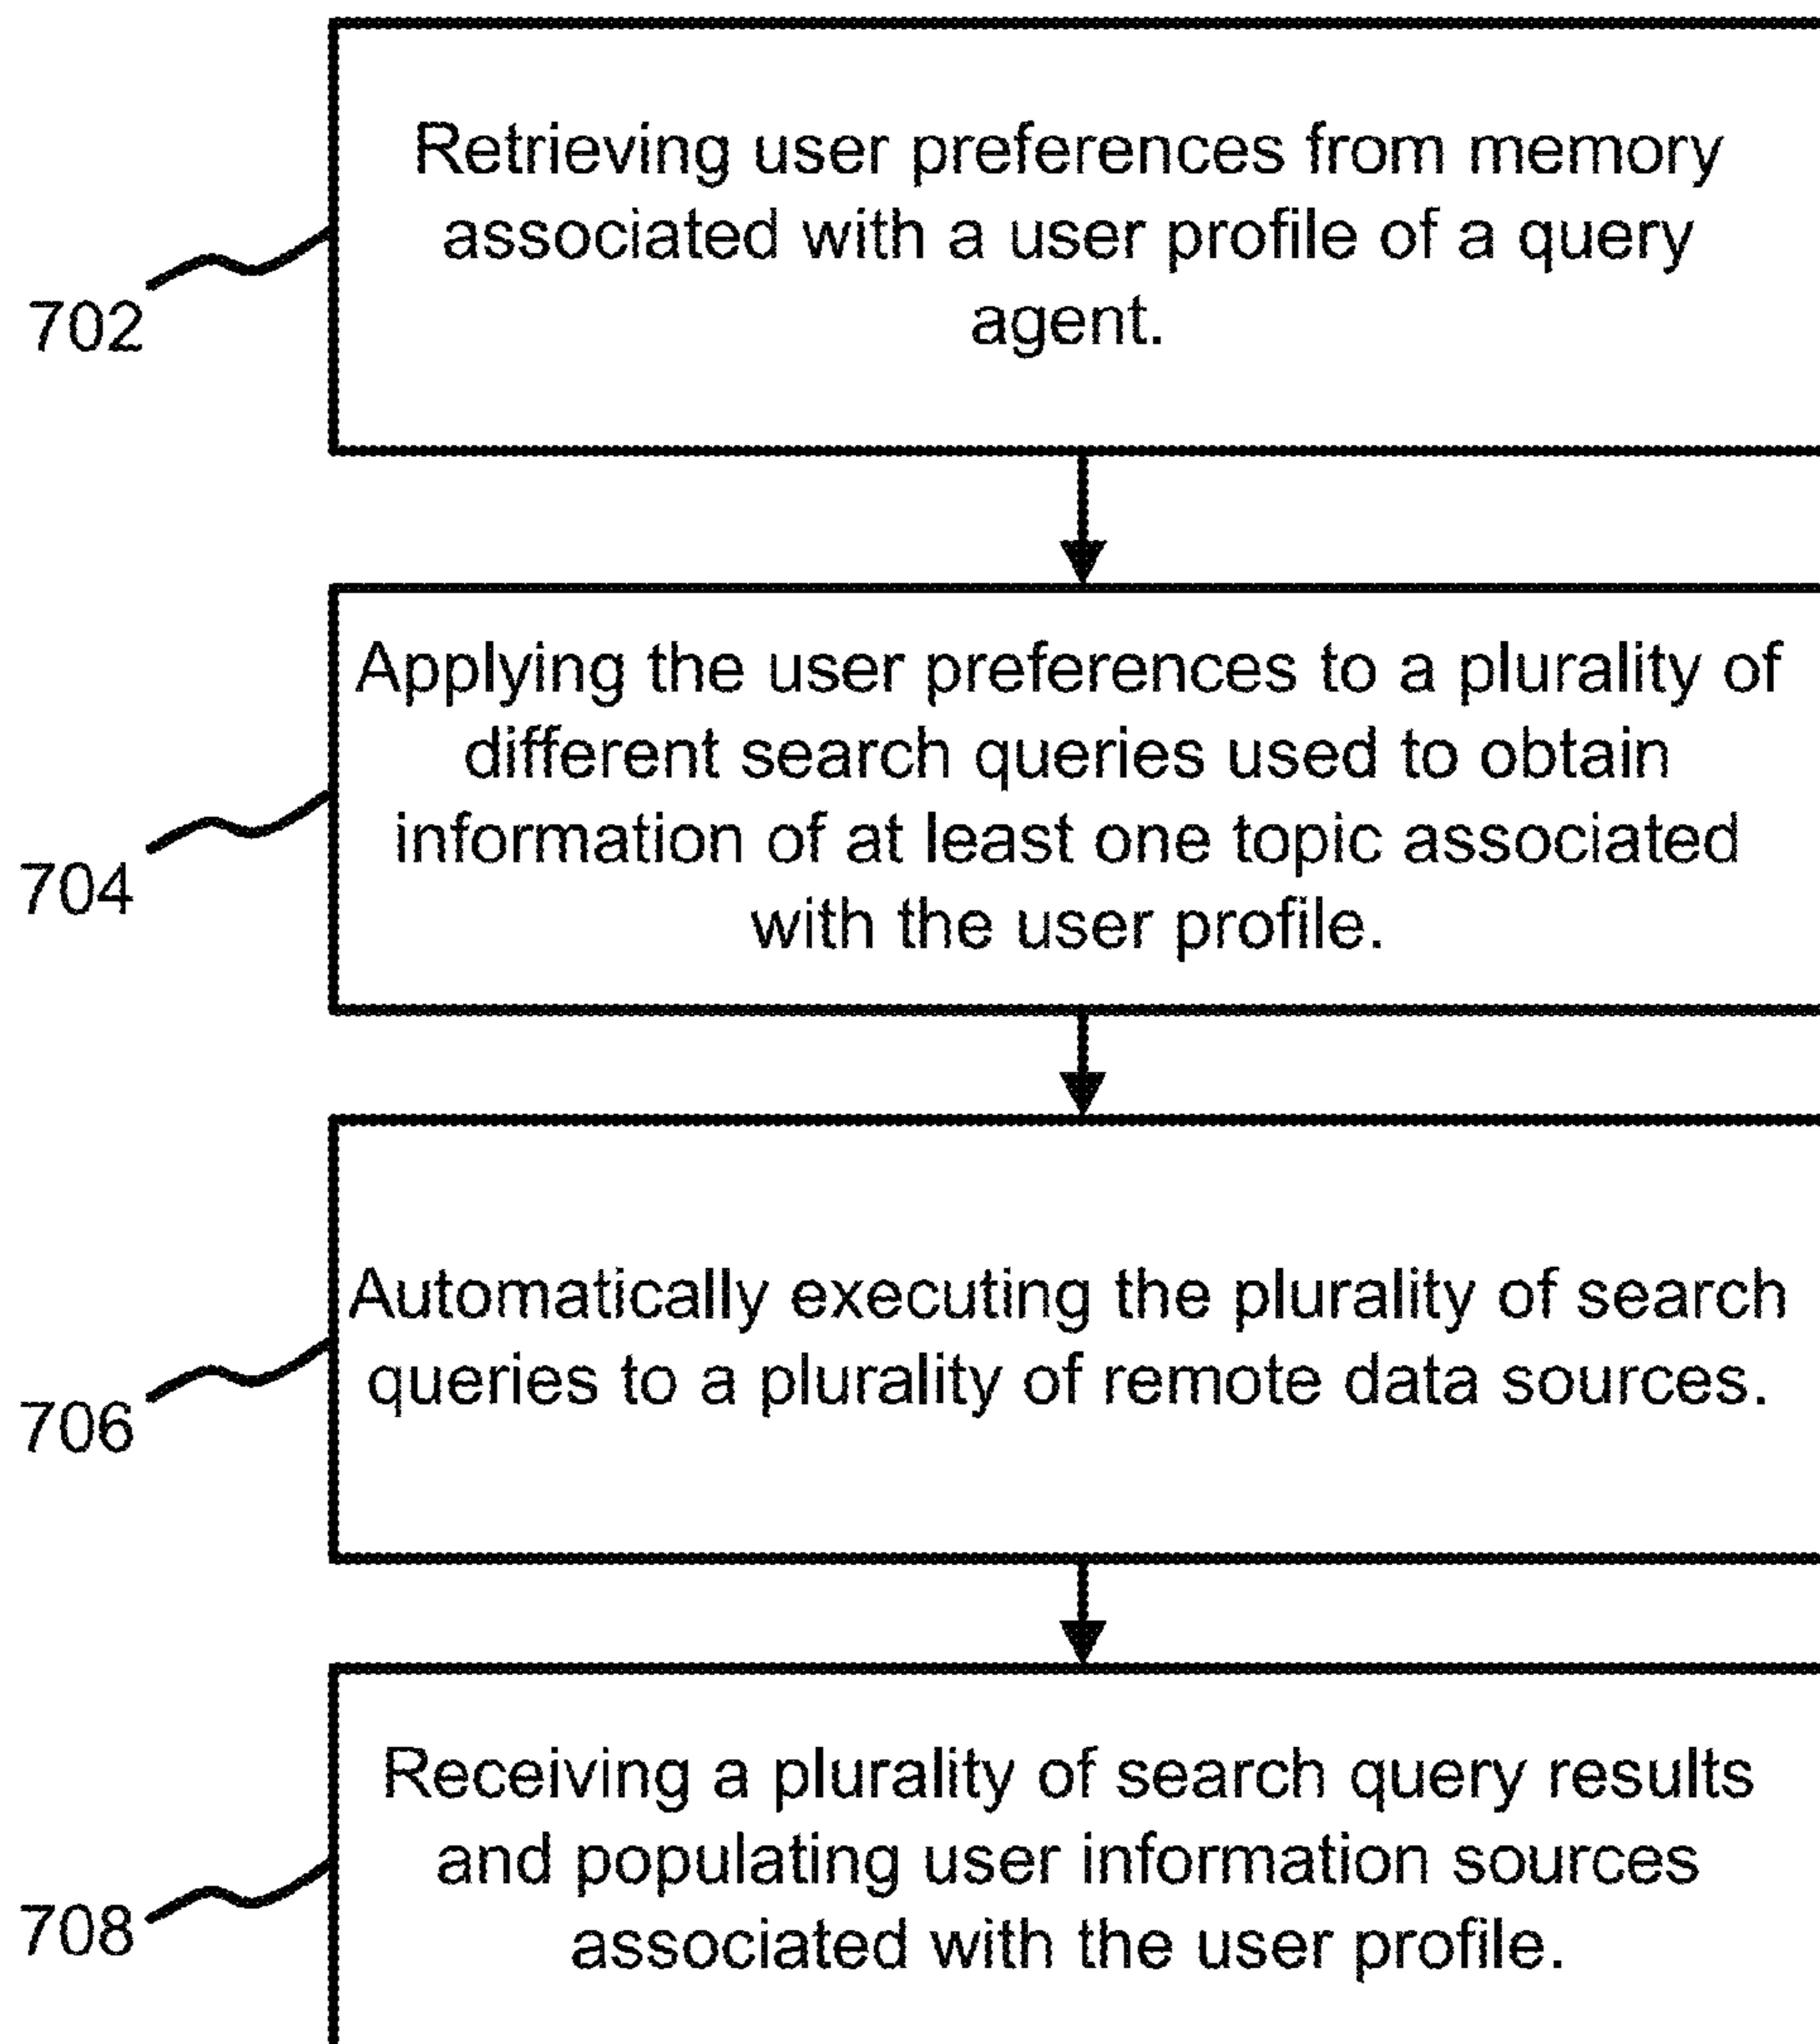 Retrieving user preferences from memory
associated with a user profile of a query
agent.
702
Applying the user preferences to a plurality of
different search queries used to obtain
information of at least one topic associated
with the user profile.
704
Automatically executing the plurality of search
queries to a plurality of remote data sources.
706
Receiving a plurality of search query results
and populating user information sources
associated with the user profile.
708